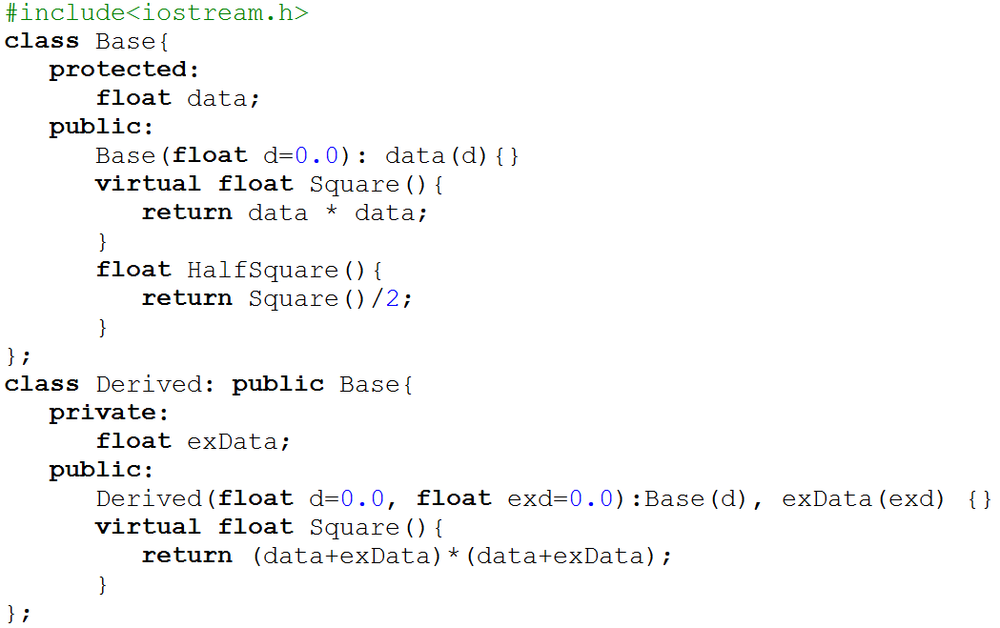 #include<iostream.h>
class Base{
   protected:
      float data;
   public:
      Base(float d=0.0): data(d){}
      virtual float Square(){
         return data * data;
      }
      float HalfSquare(){
         return Square()/2;
      }
};
class Derived: public Base{
   private:
      float exData;
   public:
      Derived(float d=0.0, float exd=0.0):Base(d), exData(exd) {}
      virtual float Square(){
         return (data+exData)*(data+exData);
      }
};